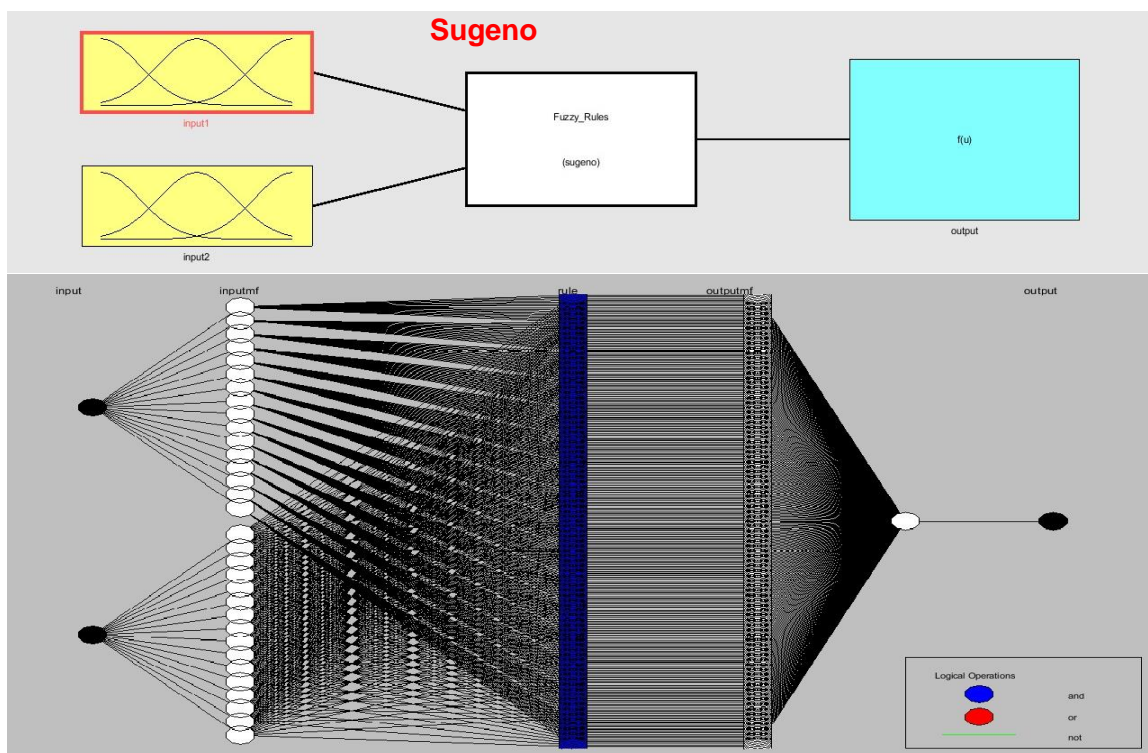 Sugeno
input1
Fuzzy_Rules
(sugeno)
f(u)
output
input2
input
inputmf
rule
outputmf
output
Logical Operations
and
or
not